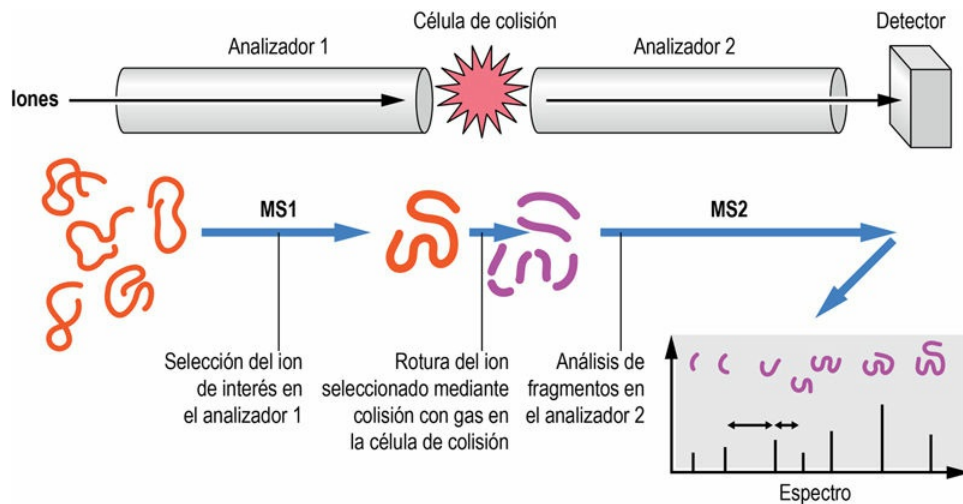 Célula de colisión
Detector
Analizador 1
Analizador 2
Iones
MS1
MS2
Selección del ion
de interés en
el analizador 1
Rotura del ion
seleccionado mediante
colisión con gas en
la célula de colisión
Análisis de
fragmentos en
el analizador 2
Espectro